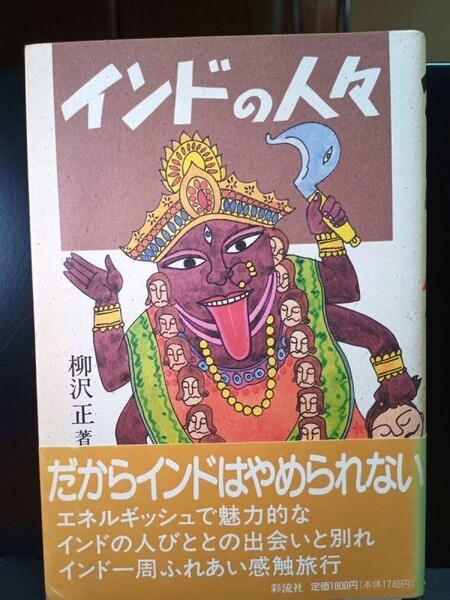 インドの人々
柳沢正著
だからインドはやめられない
エネルギッシュで魅力的な
インドの人びととの出会いと別れ
インド一周ふれあい感触旅行
彩流社 定価1800円(本体1748円)